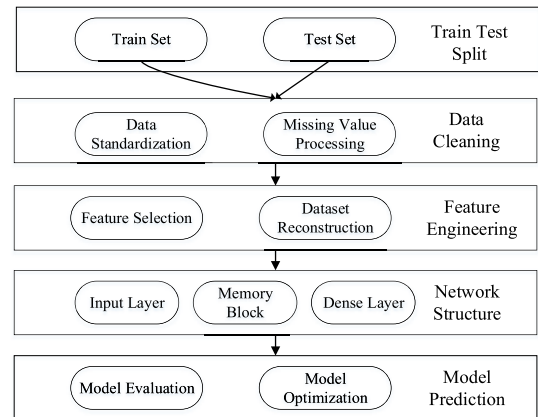 Train Set
Test Set
Train Test
Split
Data
Standardization
Missing Value
Processing
Data
Cleaning
Feature Selection
Dataset
Reconstruction
Feature
Engineering
Input Layer
Memory
Block
Dense Layer
Network
Structure
Model Evaluation
Model
Optimization
Model
Prediction